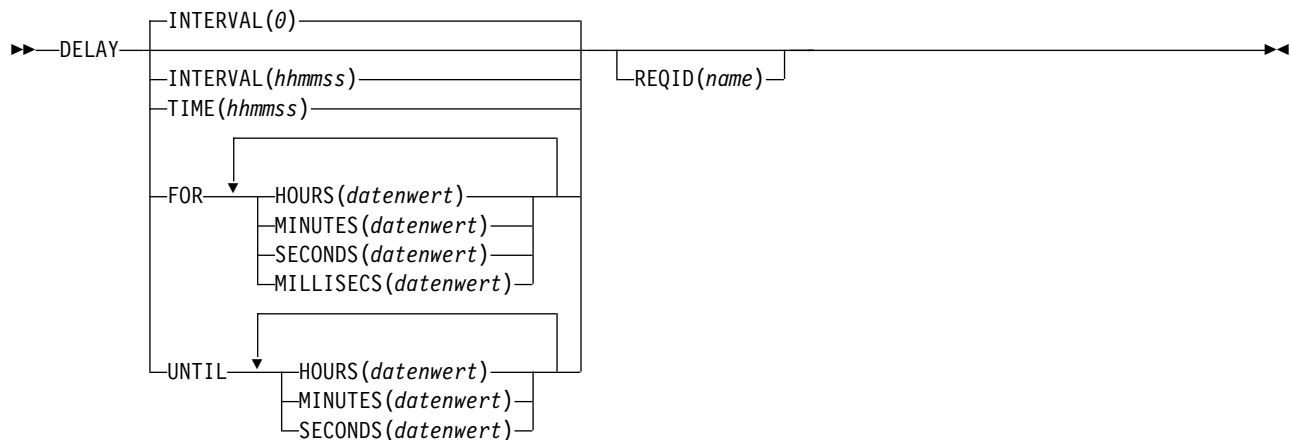 INTERVAL(0)
DELAY
INTERVAL(hhmmss)
REQID(name)
TIME(hhmmss)
FOR HOURS(datenwert)
MINUTES(datenwert)
SECONDS(datenwert)
MILLISECS(datenwert)
UNTIL HOURS(datenwert)
MINUTES(datenwert)
SECONDS(datenwert)